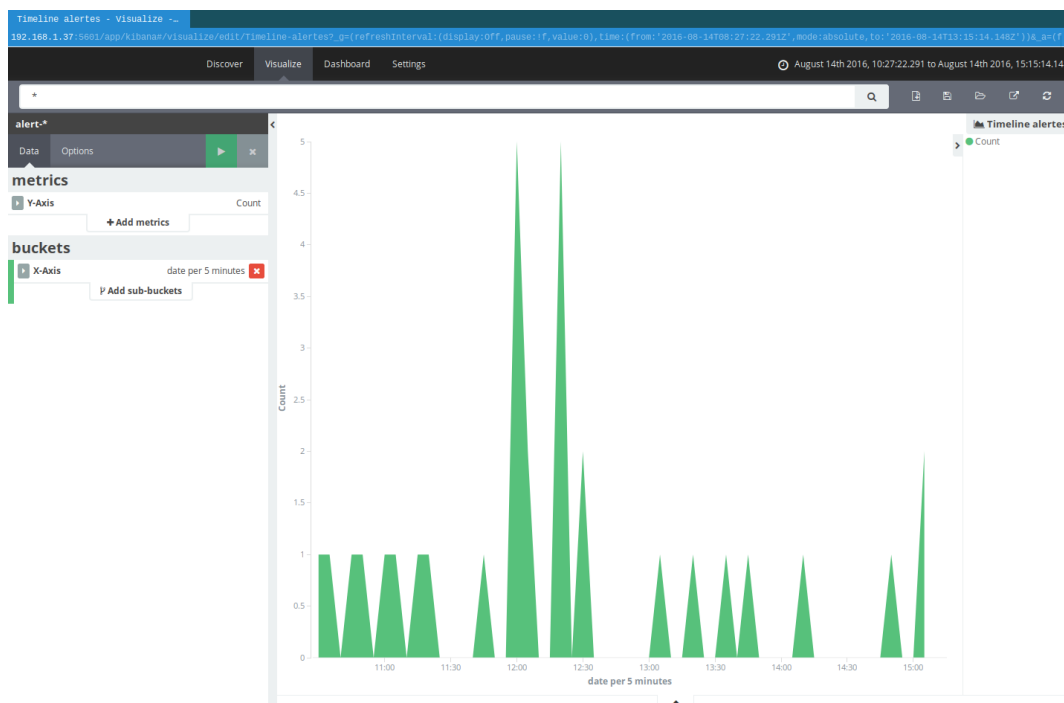 Timeline alertes - Visualize -…
192.168.1.37:5601/app/kibana#/visualize/edit/Timeline-alertes?_g=(refreshInterval:(display:Off,pause:!f,value:0),time:(from:'2016-08-14T08:27:22.291Z',mode:absolute,to:'2016-08-14T13:15:14.148Z'))&_a=(f
Discover Visualize Dashboard Settings August 14th 2016, 10:27:22.291 to August 14th 2016, 15:15:14.14
*
alert-*
Timeline alertes
Data Options
Count
metrics
Y-Axis Count
+ Add metrics
buckets
X-Axis date per 5 minutes
Add sub-buckets
5
4.5
4
3.5
3
2.5
2
1.5
1
0.5
0
Count
11:00 11:30 12:00 12:30 13:00 13:30 14:00 14:30 15:00
date per 5 minutes